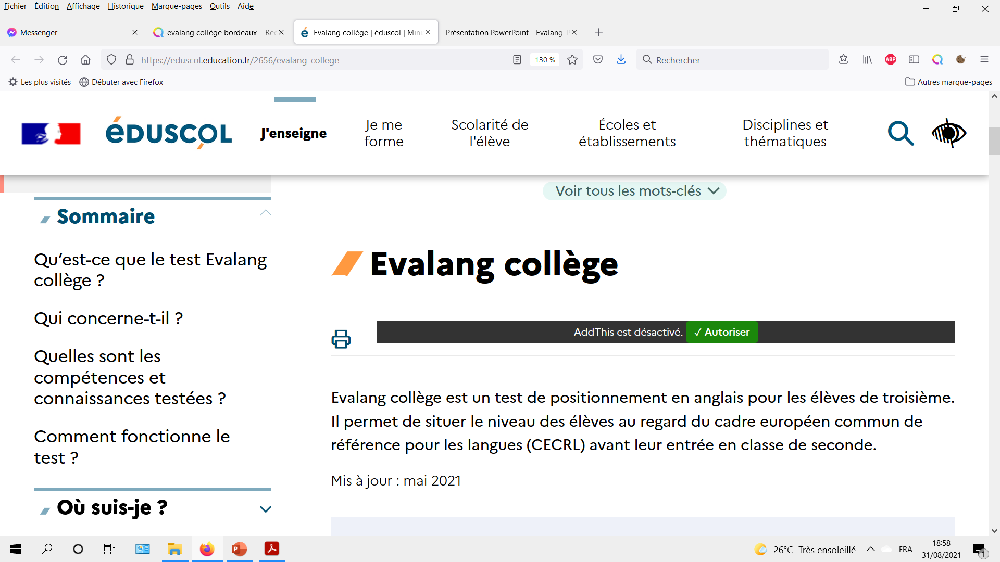 Fichier Édition Affichage Historique Marque-pages Outils Aide
Messenger
evalang collège bordeaux – Rec
Evalang collège | éduscol | Mini
Présentation PowerPoint - Evalang-P
https://eduscol.education.fr/2656/evalang-college
130 %
Rechercher
ABP
Les plus visités
Débuter avec Firefox
Autres marque-pages
éduscol
J'enseigne
Je me
forme
Scolarité de
l'élève
Écoles et
établissements
Disciplines et
thématiques
Voir tous les mots-clés
Sommaire
Qu’est-ce que le test Evalang
collège ?
Qui concerne-t-il ?
Quelles sont les
compétences et
connaissances testées ?
Comment fonctionne le
test ?
Où suis-je ?
Evalang collège
AddThis est désactivé. ✓ Autoriser
Evalang collège est un test de positionnement en anglais pour les élèves de troisième.
Il permet de situer le niveau des élèves au regard du cadre européen commun de
référence pour les langues (CECRL) avant leur entrée en classe de seconde.
Mis à jour : mai 2021
26°C Très ensoleillé
FRA
18:58
31/08/2021
1